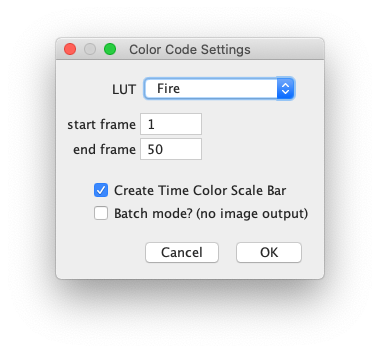 Color Code Settings
LUT Fire
start frame 1
end frame 50
Create Time Color Scale Bar
Batch mode? (no image output)
Cancel OK